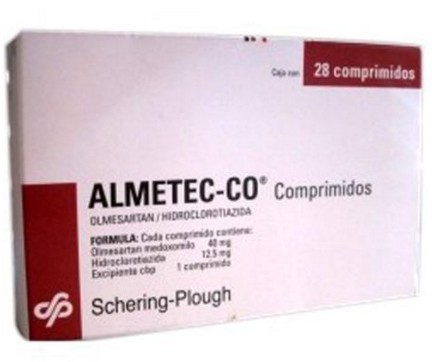 Caja con 28 comprimidos
ALMETEC-CO® Comprimidos
OLMESARTAN / HIDROCLOROTIAZIDA
FORMULA: Cada comprimido contiene:
Olmesartan medoxomilo 40 mg
Hidroclorotiazida 12.5 mg
Excipiente cbp 1 comprimido
Schering-Plough